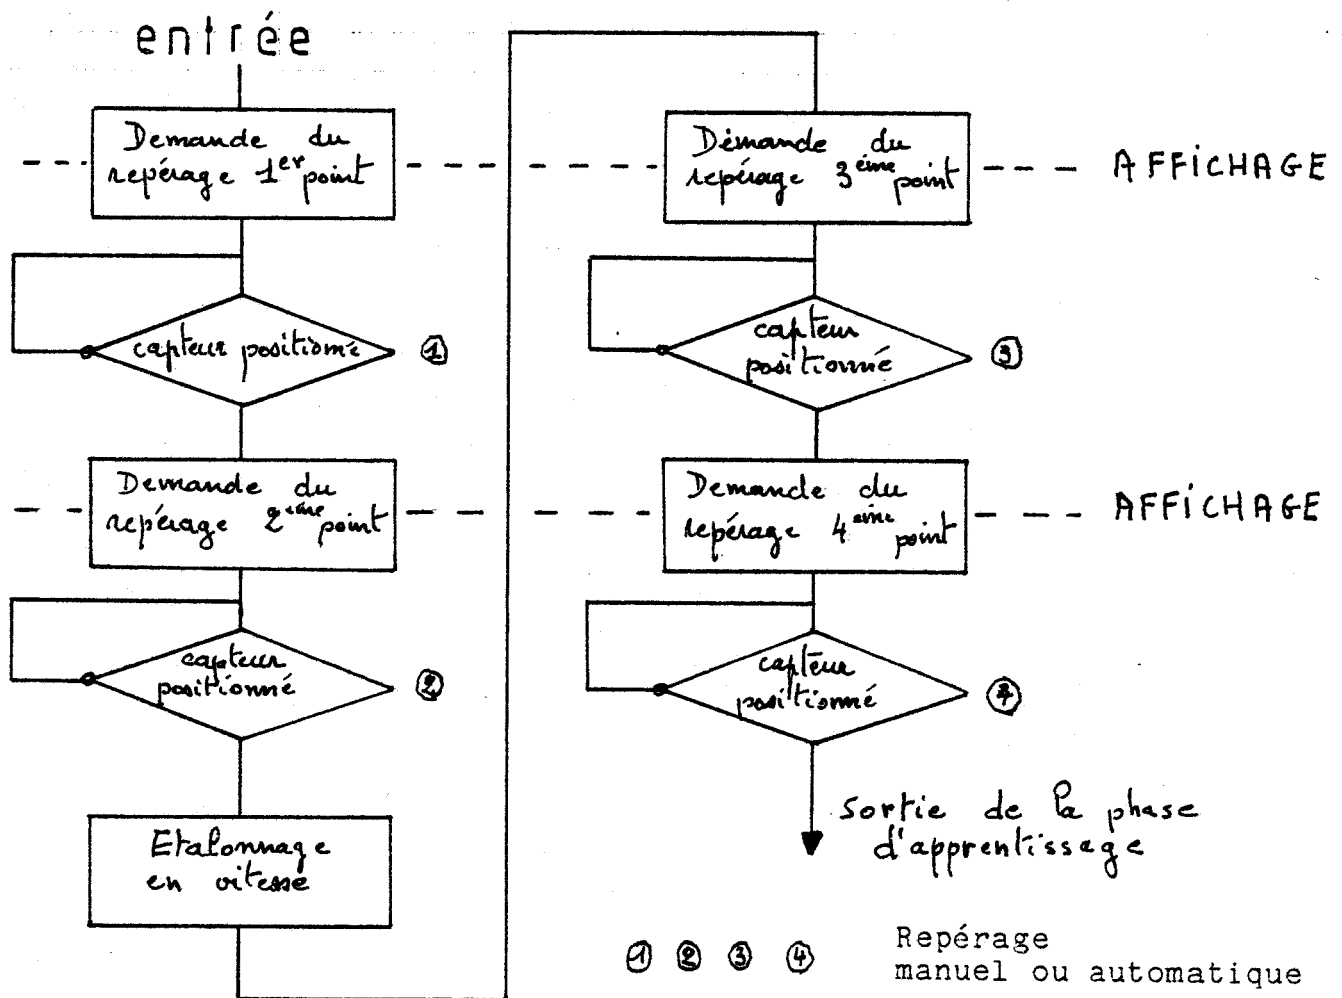 entrée
Demande du
repérage 1er point
capteur positionné
1
Demande du
repérage 2ème point
capteur
positionné
2
Etalonnage
en vitesse
Demande du
repérage 3ème point
AFFICHAGE
capteur
positionné
3
Demande du
repérage 4ème point
AFFICHAGE
capteur
positionné
4
sortie de la phase
d'apprentissage
1 2 3 4
Repérage
manuel ou automatique